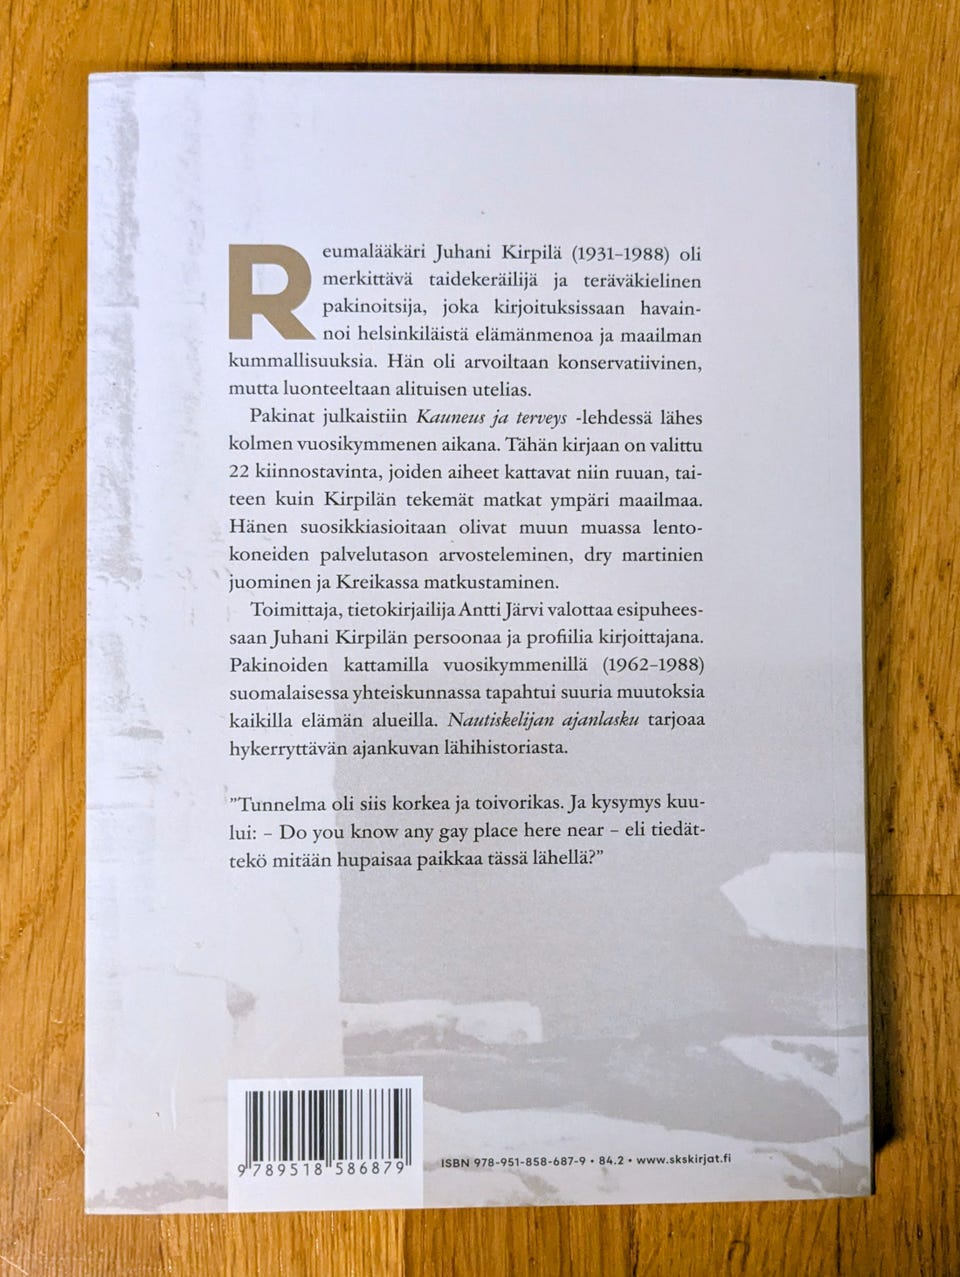 Reumalääkäri Juhani Kirpilä (1931–1988) oli
merkittävä taidekeräilijä ja teräväkielinen
pakinoitsija, joka kirjoituksissaan havain-
noi helsinkiläistä elämänmenoa ja maailman
kummallisuuksia. Hän oli arvoiltaan konservatiivinen,
mutta luonteeltaan alituisen utelias.
Pakinat julkaistiin Kauneus ja terveys -lehdessä lähes
kolmen vuosikymmenen aikana. Tähän kirjaan on valittu
22 kiinnostavinta, joiden aiheet kattavat niin ruuan, tai-
teen kuin Kirpilän tekemät matkat ympäri maailmaa.
Hänen suosikkiasioitaan olivat muun muassa lento-
koneiden palvelutason arvosteleminen, dry martinien
juominen ja Kreikassa matkustaminen.
Toimittaja, tietokirjailija Antti Järvi valottaa esipuhees-
saan Juhani Kirpilän persoonaa ja profiilia kirjoittajana.
Pakinoiden kattamilla vuosikymmenillä (1962–1988)
suomalaisessa yhteiskunnassa tapahtui suuria muutoksia
kaikilla elämän alueilla. Nautiskelijan ajanlasku tarjoaa
hykerryttävän ajankuvan lähihistoriasta.
”Tunnelma oli siis korkea ja toivorikas. Ja kysymys kuu-
lui: – Do you know any gay place here near – eli tiedät-
tekö mitään hupaisaa paikkaa tässä lähellä?”
9 789518 586879
ISBN 978-951-858-687-9 • 84.2 • www.skskirjat.fi